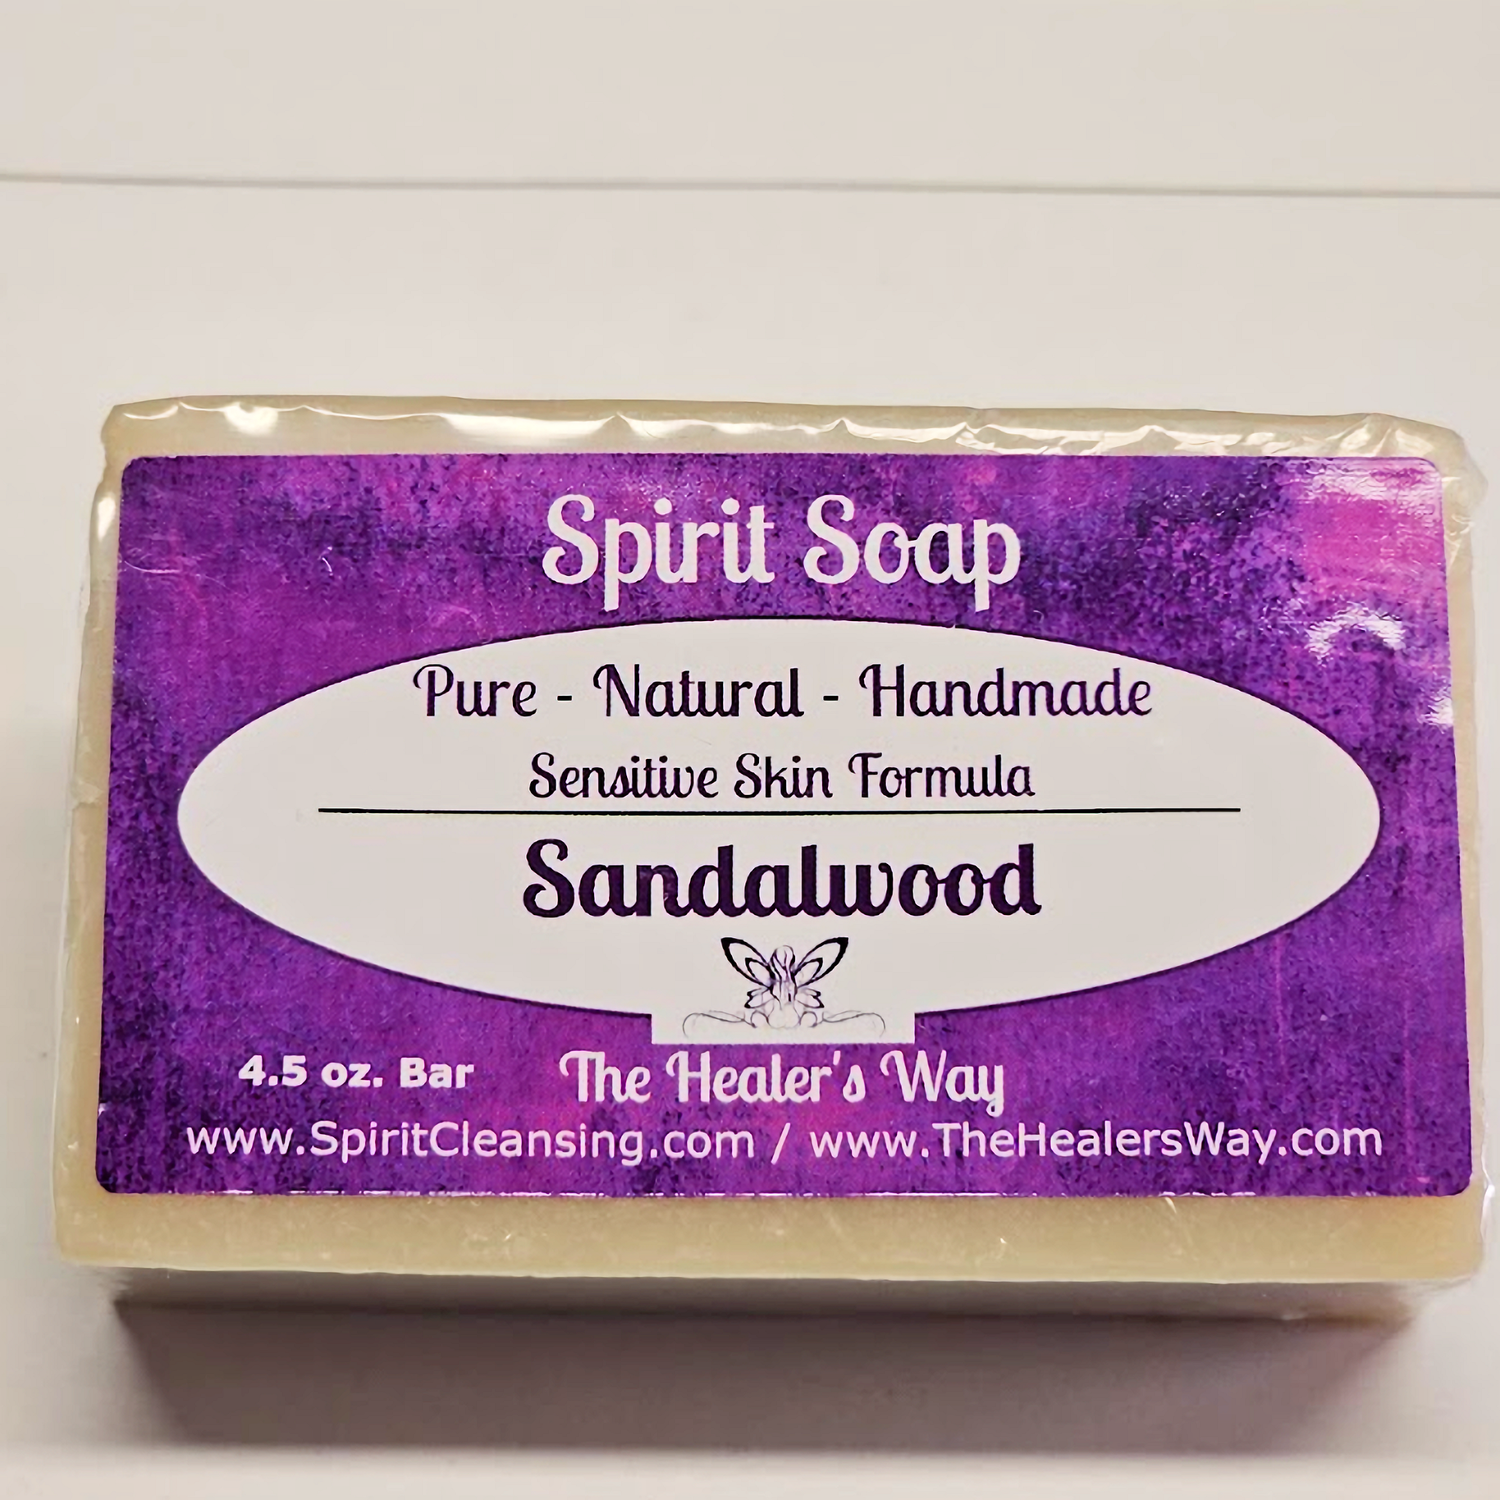 Spirit Soap
Pure - Natural - Handmade
Sensitive Skin Formula
Sandalwood
4.5 oz. Bar
The Healer's Way
www.SpiritCleansing.com / www.TheHealersWay.com